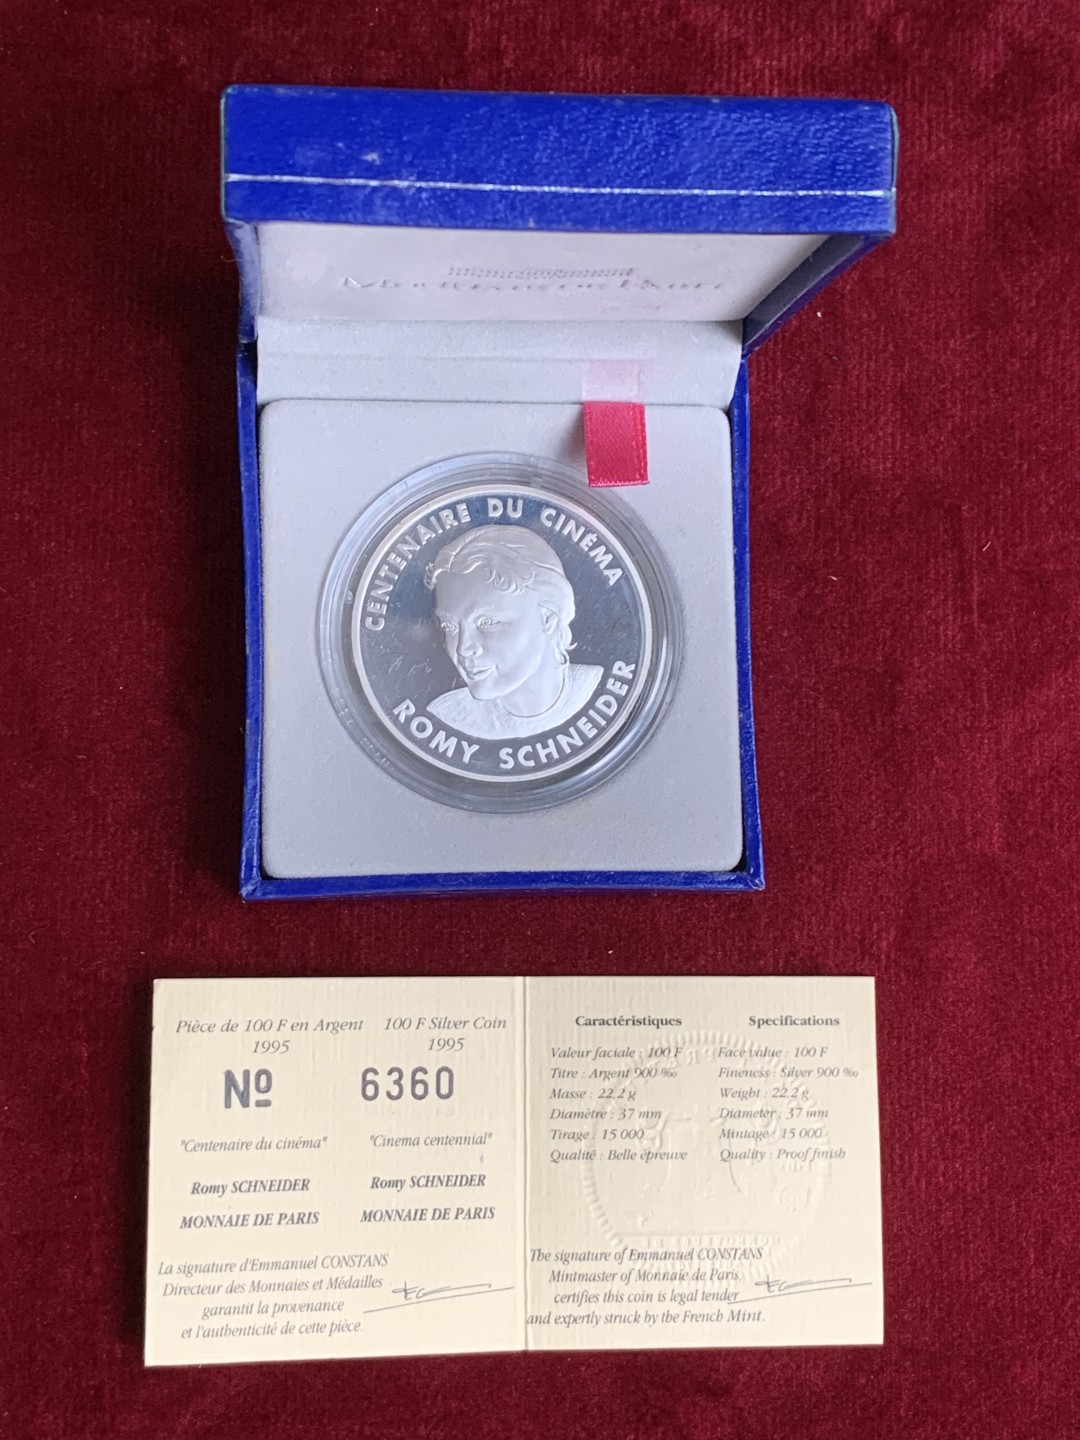 CENTENAIRE DU CINÉMA
ROMY SCHNEIDER
Pièce de 100 F en Argent
1995
100 F Silver Coin
1995
Nº 6360
"Centenaire du cinéma"
"Cinema centennial"
Romy SCHNEIDER
Romy SCHNEIDER
MONNAIE DE PARIS
MONNAIE DE PARIS
La signature d'Emmanuel CONSTANS
Directeur des Monnaies et Médailles
garantit la provenance
et l'authenticité de cette pièce.
Caractéristiques
Valeur faciale : 100 F
Titre : Argent 900 ‰
Masse : 22.2 g
Diamètre : 37 mm
Tirage : 15 000
Qualité : Belle épreuve
Specifications
Face value : 100 F
Fineness : Silver 900 ‰
Weight : 22.2 g
Diameter : 37 mm
Mintage : 15 000
Quality : Proof finish
The signature of Emmanuel CONSTANS
Mintmaster of Monnaie de Paris
certifies this coin is legal tender
and expertly struck by the French Mint.